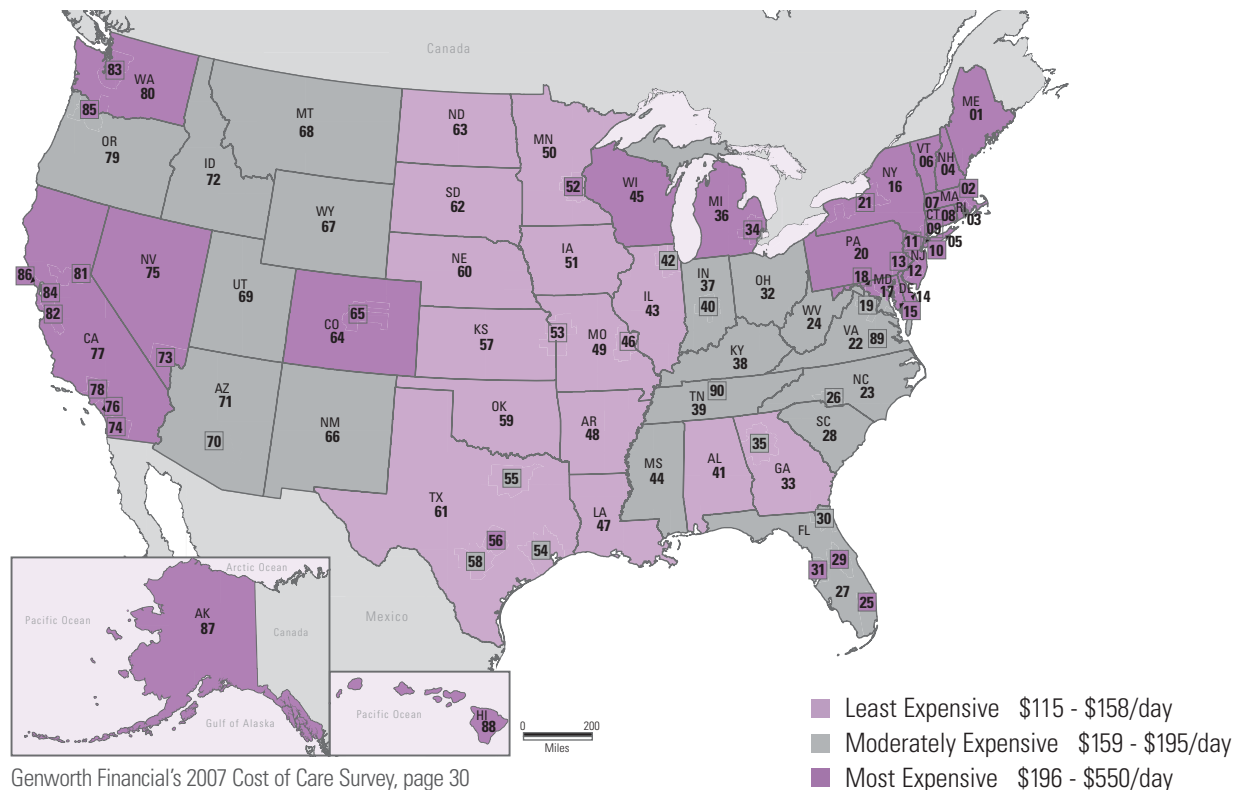 Canada
83
WA
80
85
OR
79
ID
72
MT
68
WY
67
ND
63
SD
62
NE
60
KS
57
MN
50
52
IA
51
WI
45
MI
36
34
ME
01
VT
06
NH
04
NY
16
21
02
07
MA
CT
08
RI
03
09
05
11
10
PA
20
13
NJ
12
18
MD
17
DE
14
15
19
86
81
84
82
NV
75
CA
77
73
78
76
74
UT
69
CO
64
65
AZ
71
70
NM
66
42
IL
43
IN
37
40
OH
32
WV
24
VA
22
89
KY
38
53
MO
49
46
TN
39
90
NC
23
26
SC
28
OK
59
AR
48
MS
44
AL
41
35
GA
33
TX
61
55
56
58
54
LA
47
FL
30
29
31
27
25
Mexico
Arctic Ocean
Pacific Ocean
AK
87
Canada
Gulf of Alaska
Pacific Ocean
HI
88
0 200
Miles
Least Expensive $115 - $158/day
Moderately Expensive $159 - $195/day
Most Expensive $196 - $550/day
Genworth Financial's 2007 Cost of Care Survey, page 30